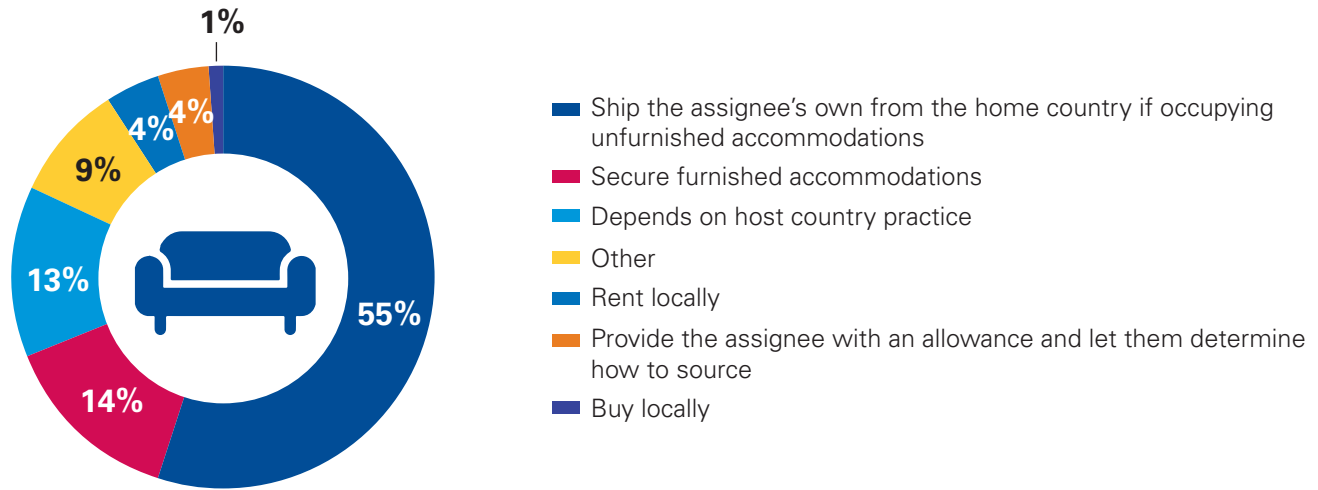 1%
4%
4%
9%
13%
55%
14%
Ship the assignee's own from the home country if occupying
unfurnished accommodations
Secure furnished accommodations
Depends on host country practice
Other
Rent locally
Provide the assignee with an allowance and let them determine
how to source
Buy locally